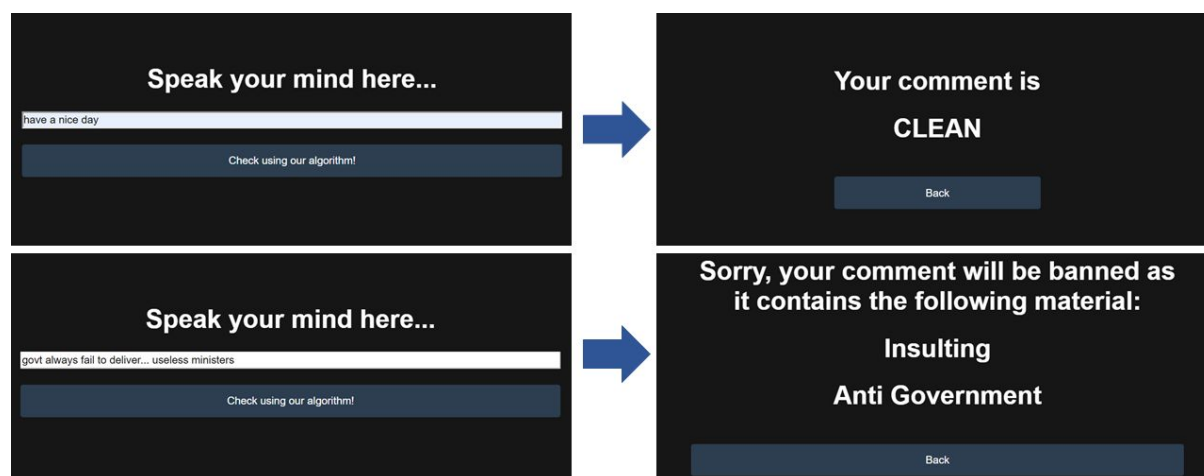 Speak your mind here...
have a nice day
Check using our algorithm!
Your comment is
CLEAN
Back
Speak your mind here...
govt always fail to deliver... useless ministers
Check using our algorithm!
Sorry, your comment will be banned as
it contains the following material:
Insulting
Anti Government
Back